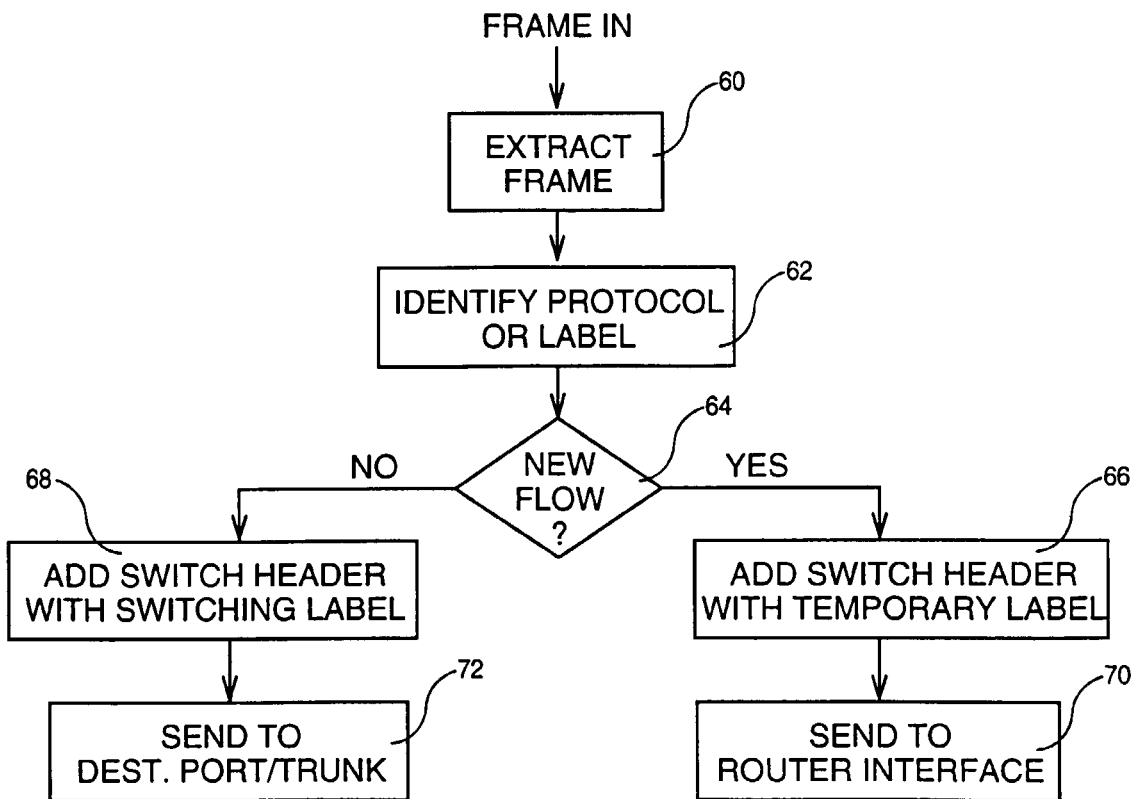 FRAME IN
60
EXTRACT
FRAME
62
IDENTIFY PROTOCOL
OR LABEL
64
NEW
FLOW
?
NO
YES
68
66
ADD SWITCH HEADER
WITH SWITCHING LABEL
ADD SWITCH HEADER
WITH TEMPORARY LABEL
72
70
SEND TO
DEST. PORT/TRUNK
SEND TO
ROUTER INTERFACE